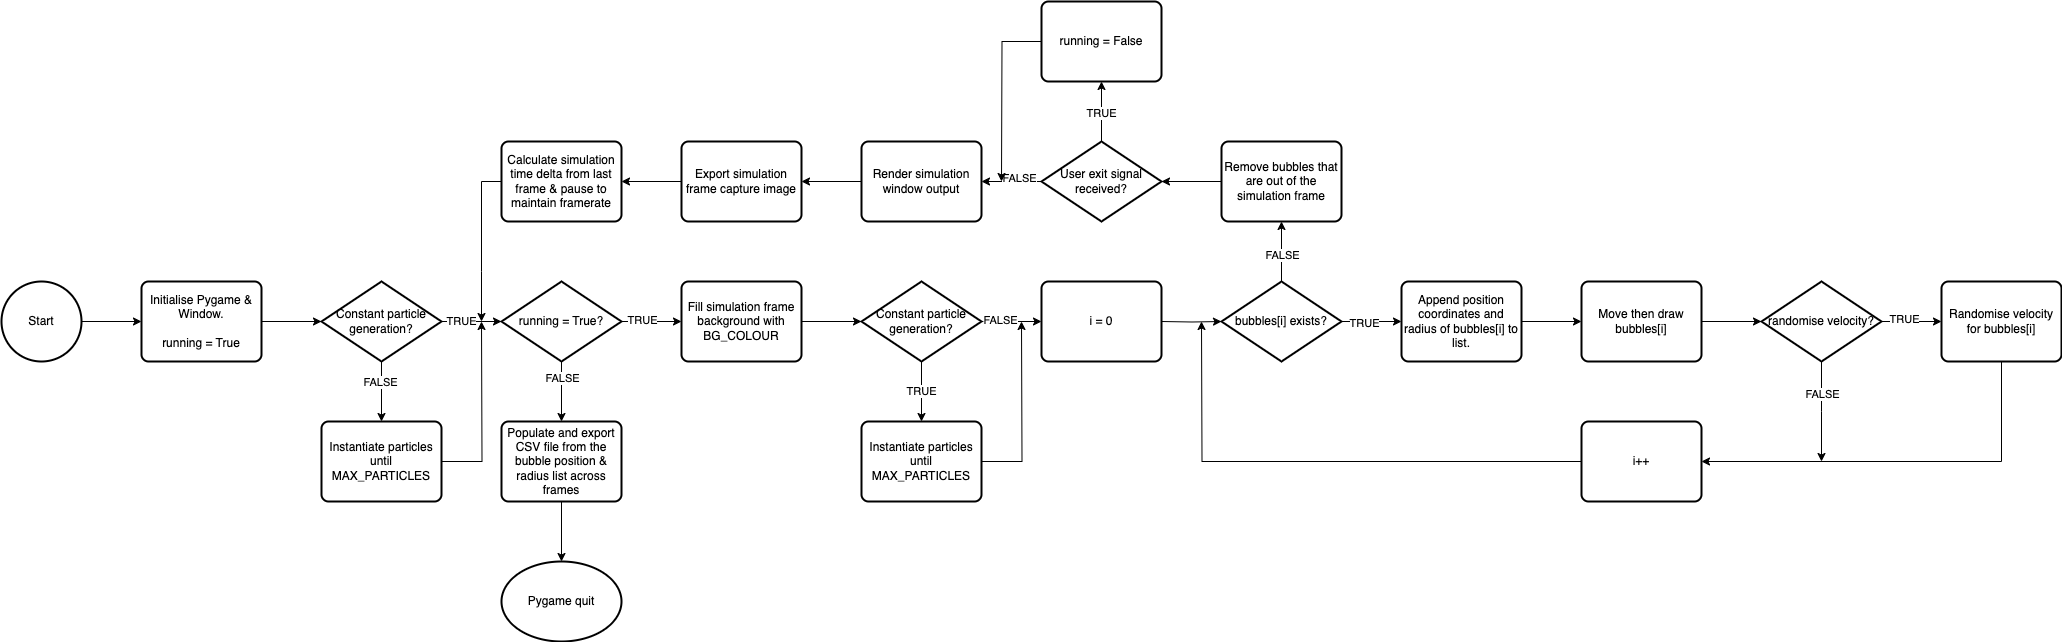 running = False
TRUE
Calculate simulation
time delta from last
frame & pause to
maintain framerate
Export simulation
frame capture image
Render simulation
window output
FALSE
User exit signal
received?
Remove bubbles that
are out of the
simulation frame
FALSE
Start
Initialise Pygame &
Window.
running = True
Constant particle
generation?
TRUE
running = True?
TRUE
Fill simulation frame
background with
BG_COLOUR
Constant particle
generation?
FALSE
i = 0
bubbles[i] exists?
TRUE
Append position
coordinates and
radius of bubbles[i] to
list.
Move then draw
bubbles[i]
randomise velocity?
TRUE
Randomise velocity
for bubbles[i]
FALSE
FALSE
TRUE
FALSE
Instantiate particles
until
MAX_PARTICLES
Populate and export
CSV file from the
bubble position &
radius list across
frames
Instantiate particles
until
MAX_PARTICLES
i++
Pygame quit